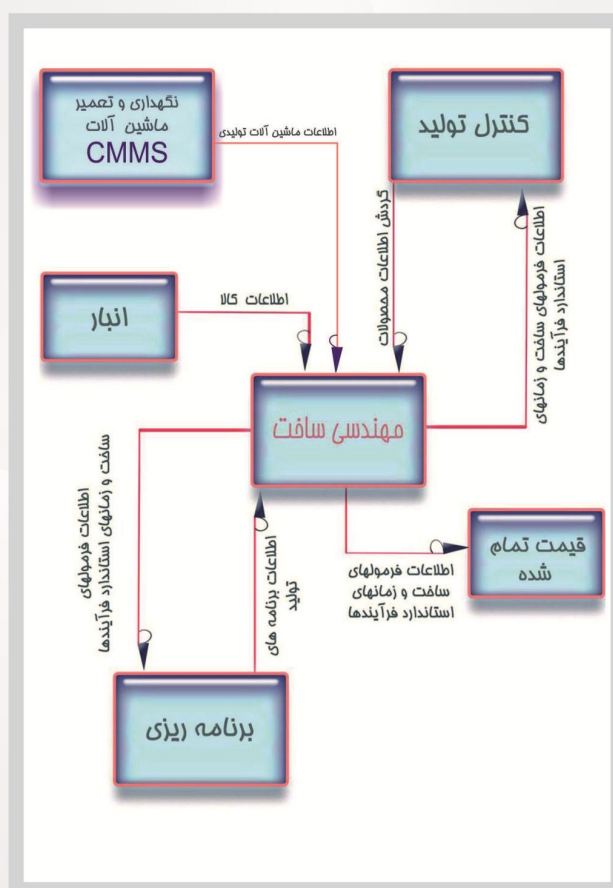 نگهداری و تعمیر
ماشین آلات
CMMS
کنترل تولید
اطلاعات ماشین آلات تولیدی
گردش اطلاعات محصولات
اطلاعات فرمولهای ساخت و زمانهای
استاندارد فرآیندها
انبار
اطلاعات کالا
مهندسی ساخت
اطلاعات فرمولهای
ساخت و زمانهای استاندارد فرآیندها
اطلاعات برنامه های
تولید
اطلاعات فرمولهای
ساخت و زمانهای
استاندارد فرآیندها
قیمت تمام
شده
برنامه ریزی